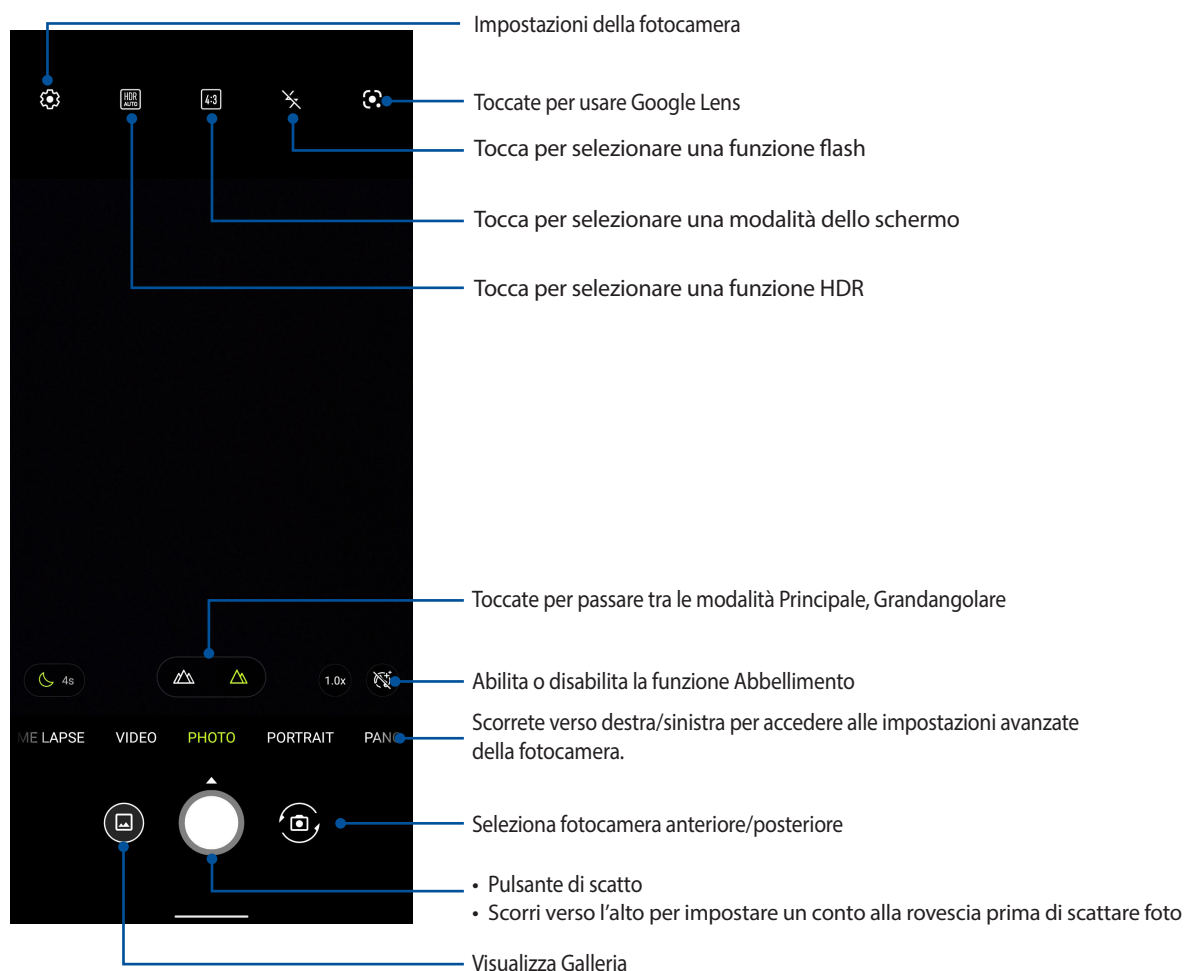 Impostazioni della fotocamera
HDR
AUTO
4:3
Toccate per usare Google Lens
Tocca per selezionare una funzione flash
Tocca per selezionare una modalità dello schermo
Tocca per selezionare una funzione HDR
Toccate per passare tra le modalità Principale, Grandangolare
4s
1.0x
Abilita o disabilita la funzione Abbellimento
Scorrete verso destra/sinistra per accedere alle impostazioni avanzate
della fotocamera.
ME LAPSE VIDEO PHOTO PORTRAIT PANO
Seleziona fotocamera anteriore/posteriore
• Pulsante di scatto
• Scorri verso l'alto per impostare un conto alla rovescia prima di scattare foto
Visualizza Galleria